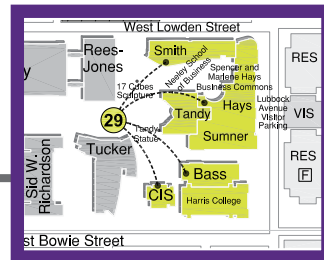 West Lowden Street
Rees-
Jones
Smith
Neeley School
of Business
17 Cubes
Sculpture
Spencer and
Marlene Hays
Business Commons
RES
y
29
Tandy
Hays
Lubbock
Avenue
Visitor
Parking
VIS
Tandy
Statue
Sumner
Tucker
Sid W.
Richardson
RES
F
Bass
CIS
Harris College
st Bowie Street